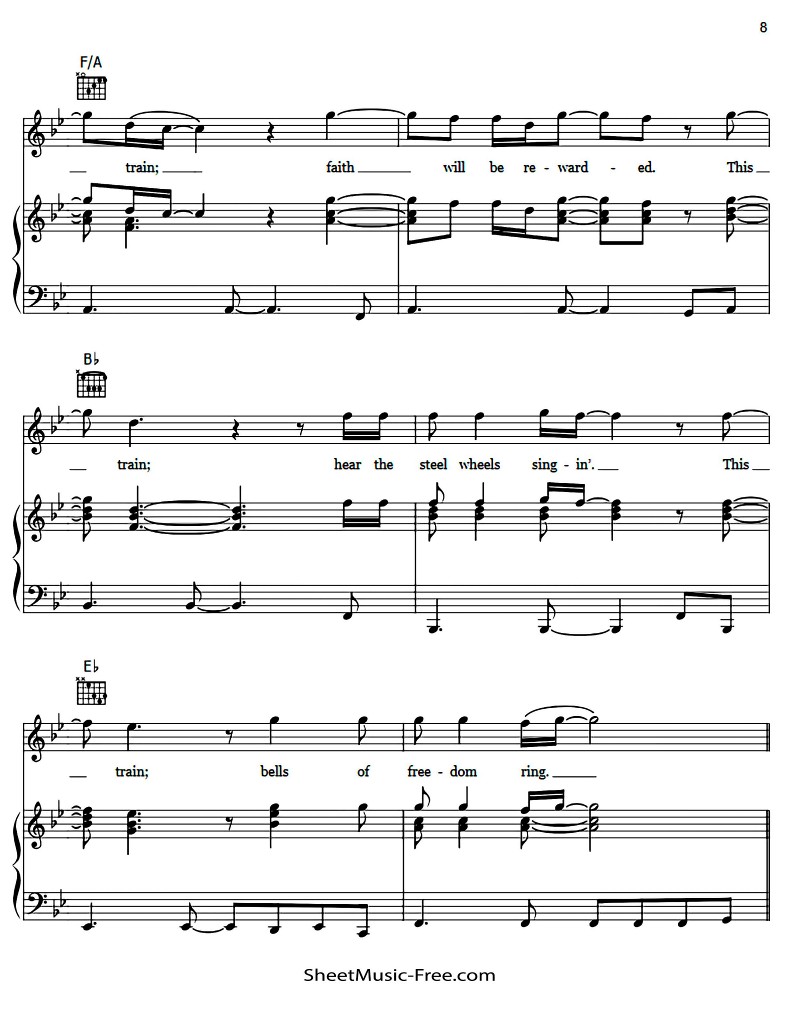 8
F/A
train; faith will be re - ward - ed. This
B♭
train; hear the steel wheels sing - in'. This
E♭
train; bells of free - dom ring.
SheetMusic-Free.com